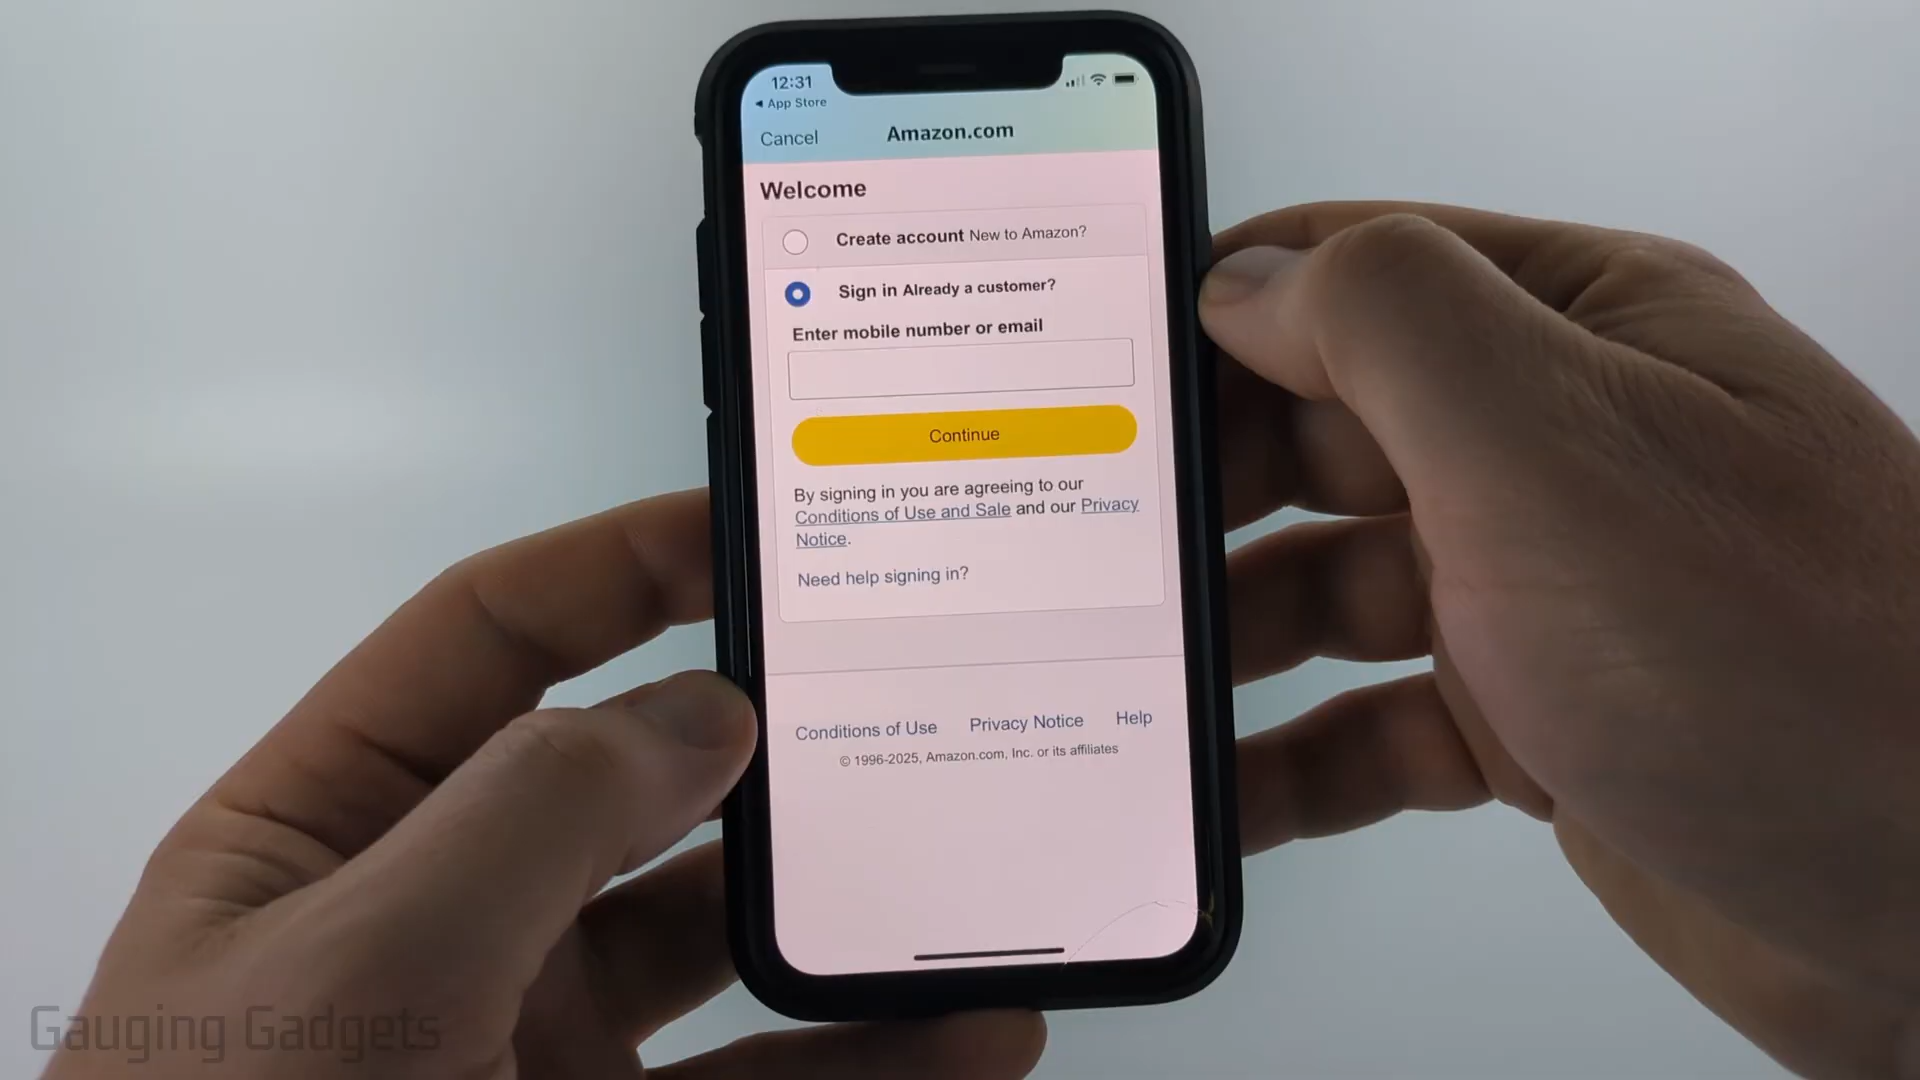 12:31
◄ App Store
Cancel
Amazon.com
Welcome
Create account New to Amazon?
Sign in Already a customer?
Enter mobile number or email
Continue
By signing in you are agreeing to our
Conditions of Use and Sale and our Privacy
Notice.
Need help signing in?
Conditions of Use Privacy Notice Help
© 1996-2025, Amazon.com, Inc. or its affiliates
Gauging Gadgets